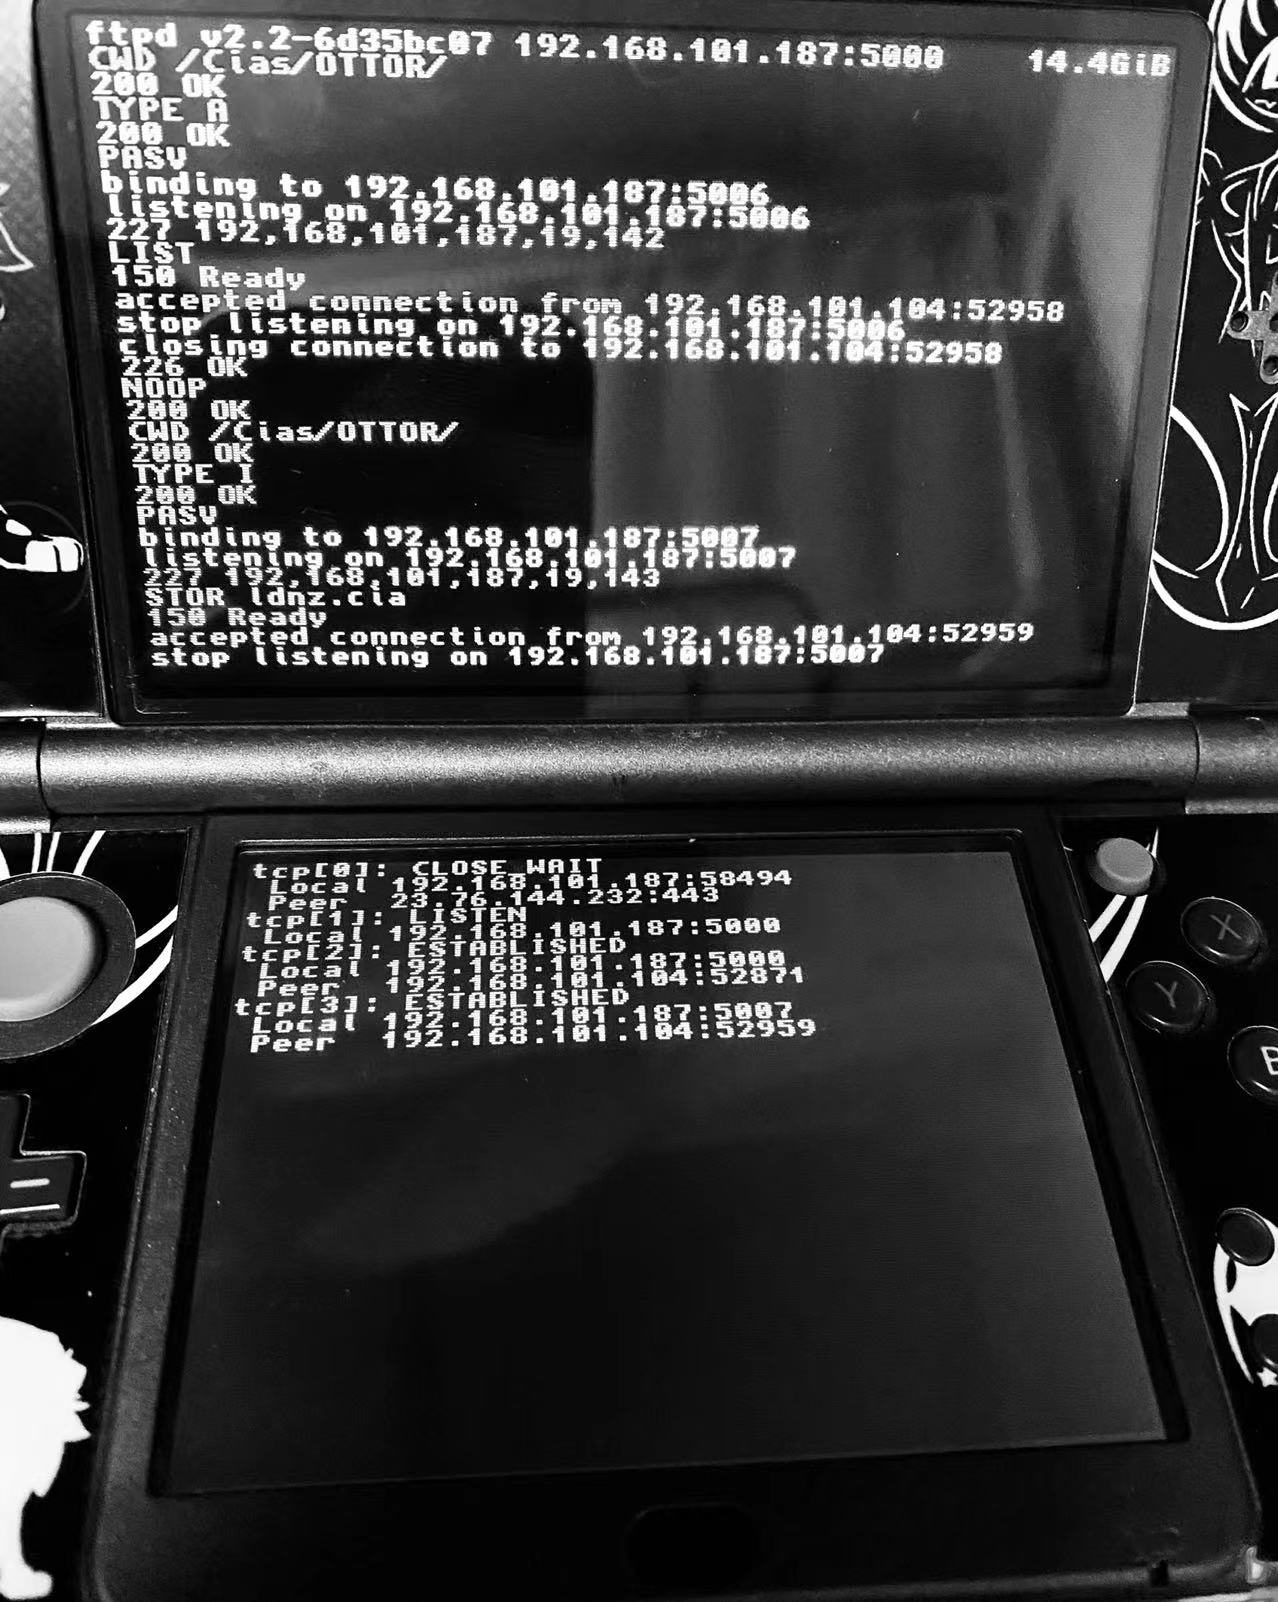 ftpd v2.2-6d35bc07 192.168.101.187:5000 14.4GiB
CWD /Cias/OTTOR/
200 OK
TYPE A
200 OK
PASV
binding to 192.168.101.187:5006
listening on 192.168.101.187:5006
227 192,168,101,187,19,142
LIST
150 Ready
accepted connection from 192.168.101.104:52958
stop listening on 192.168.101.187:5006
closing connection to 192.168.101.104:52958
226 OK
NOOP
200 OK
CWD /Cias/OTTOR/
200 OK
TYPE I
200 OK
PASV
binding to 192.168.101.187:5007
listening on 192.168.101.187:5007
227 192,168,101,187,19,143
STOR ldnz.cia
150 Ready
accepted connection from 192.168.101.104:52959
stop listening on 192.168.101.187:5007
tcp[0]: CLOSE_WAIT
Local 192.168.101.187:58494
Peer 23.76.144.232:443
tcp[1]: LISTEN
Local 192.168.101.187:5000
tcp[2]: ESTABLISHED
Local 192.168.101.187:5000
Peer 192.168.101.104:52871
tcp[3]: ESTABLISHED
Local 192.168.101.187:5007
Peer 192.168.101.104:52959
X
Y
B